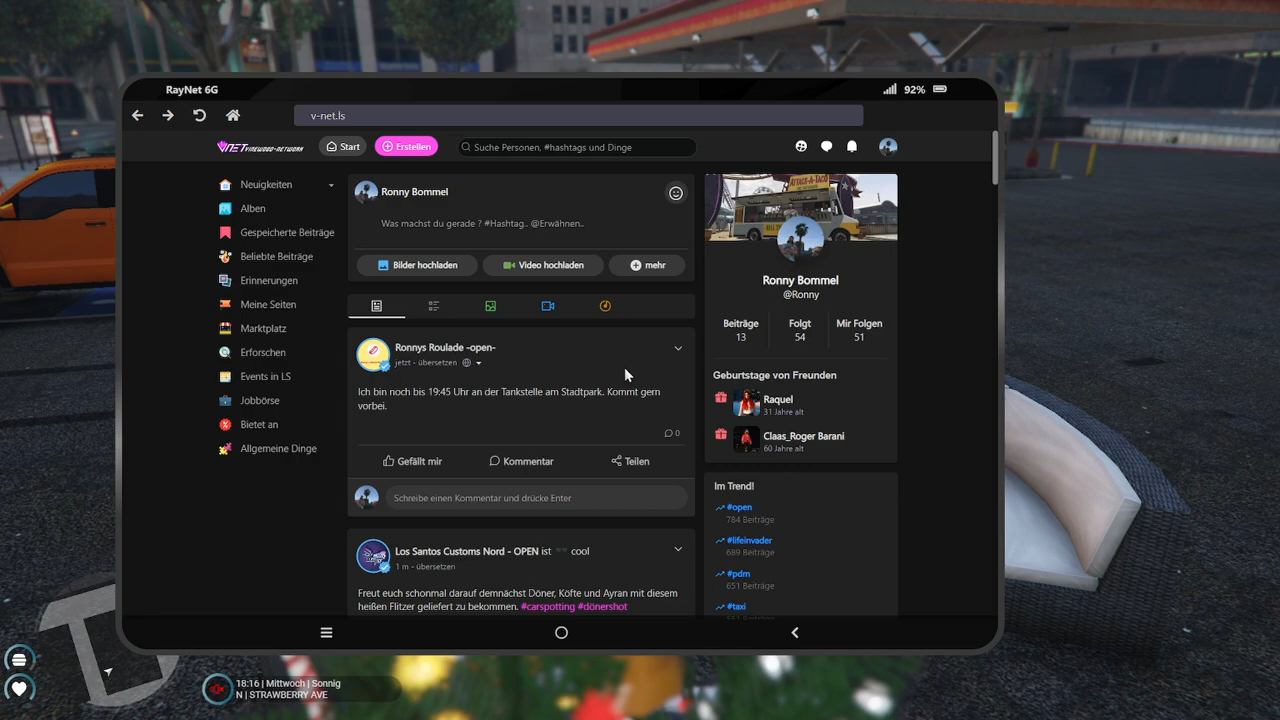 RayNet 6G
92%
v-net.ls
VNET VINEWOOD-NETWORK
Start
Erstellen
Suche Personen, #hashtags und Dinge
Neuigkeiten
Alben
Gespeicherte Beiträge
Beliebte Beiträge
Erinnerungen
Meine Seiten
Marktplatz
Erforschen
Events in LS
Jobbörse
Bietet an
Allgemeine Dinge
Ronny Bommel
Was machst du gerade ? #Hashtag.. @Erwähnen..
Bilder hochladen
Video hochladen
mehr
Ronnys Roulade -open-
jetzt - übersetzen
Ich bin noch bis 19:45 Uhr an der Tankstelle am Stadtpark. Kommt gern
vorbei.
0
Gefällt mir
Kommentar
Teilen
Schreibe einen Kommentar und drücke Enter
Los Santos Customs Nord - OPEN ist cool
1 m - übersetzen
Freut euch schonmal darauf demnächst Döner, Köfte und Ayran mit diesem
heißen Flitzer geliefert zu bekommen. #carspotting #dönershot
ATTACK-A-TACO
Ronny Bommel
@Ronny
Beiträge
13
Folgt
54
Mir Folgen
51
Geburtstage von Freunden
Raquel
31 Jahre alt
Claas_Roger Barani
60 Jahre alt
Im Trend!
#open
784 Beiträge
#lifeinvader
689 Beiträge
#pdm
651 Beiträge
#taxi
18:16 | Mittwoch | Sonnig
N | STRAWBERRY AVE